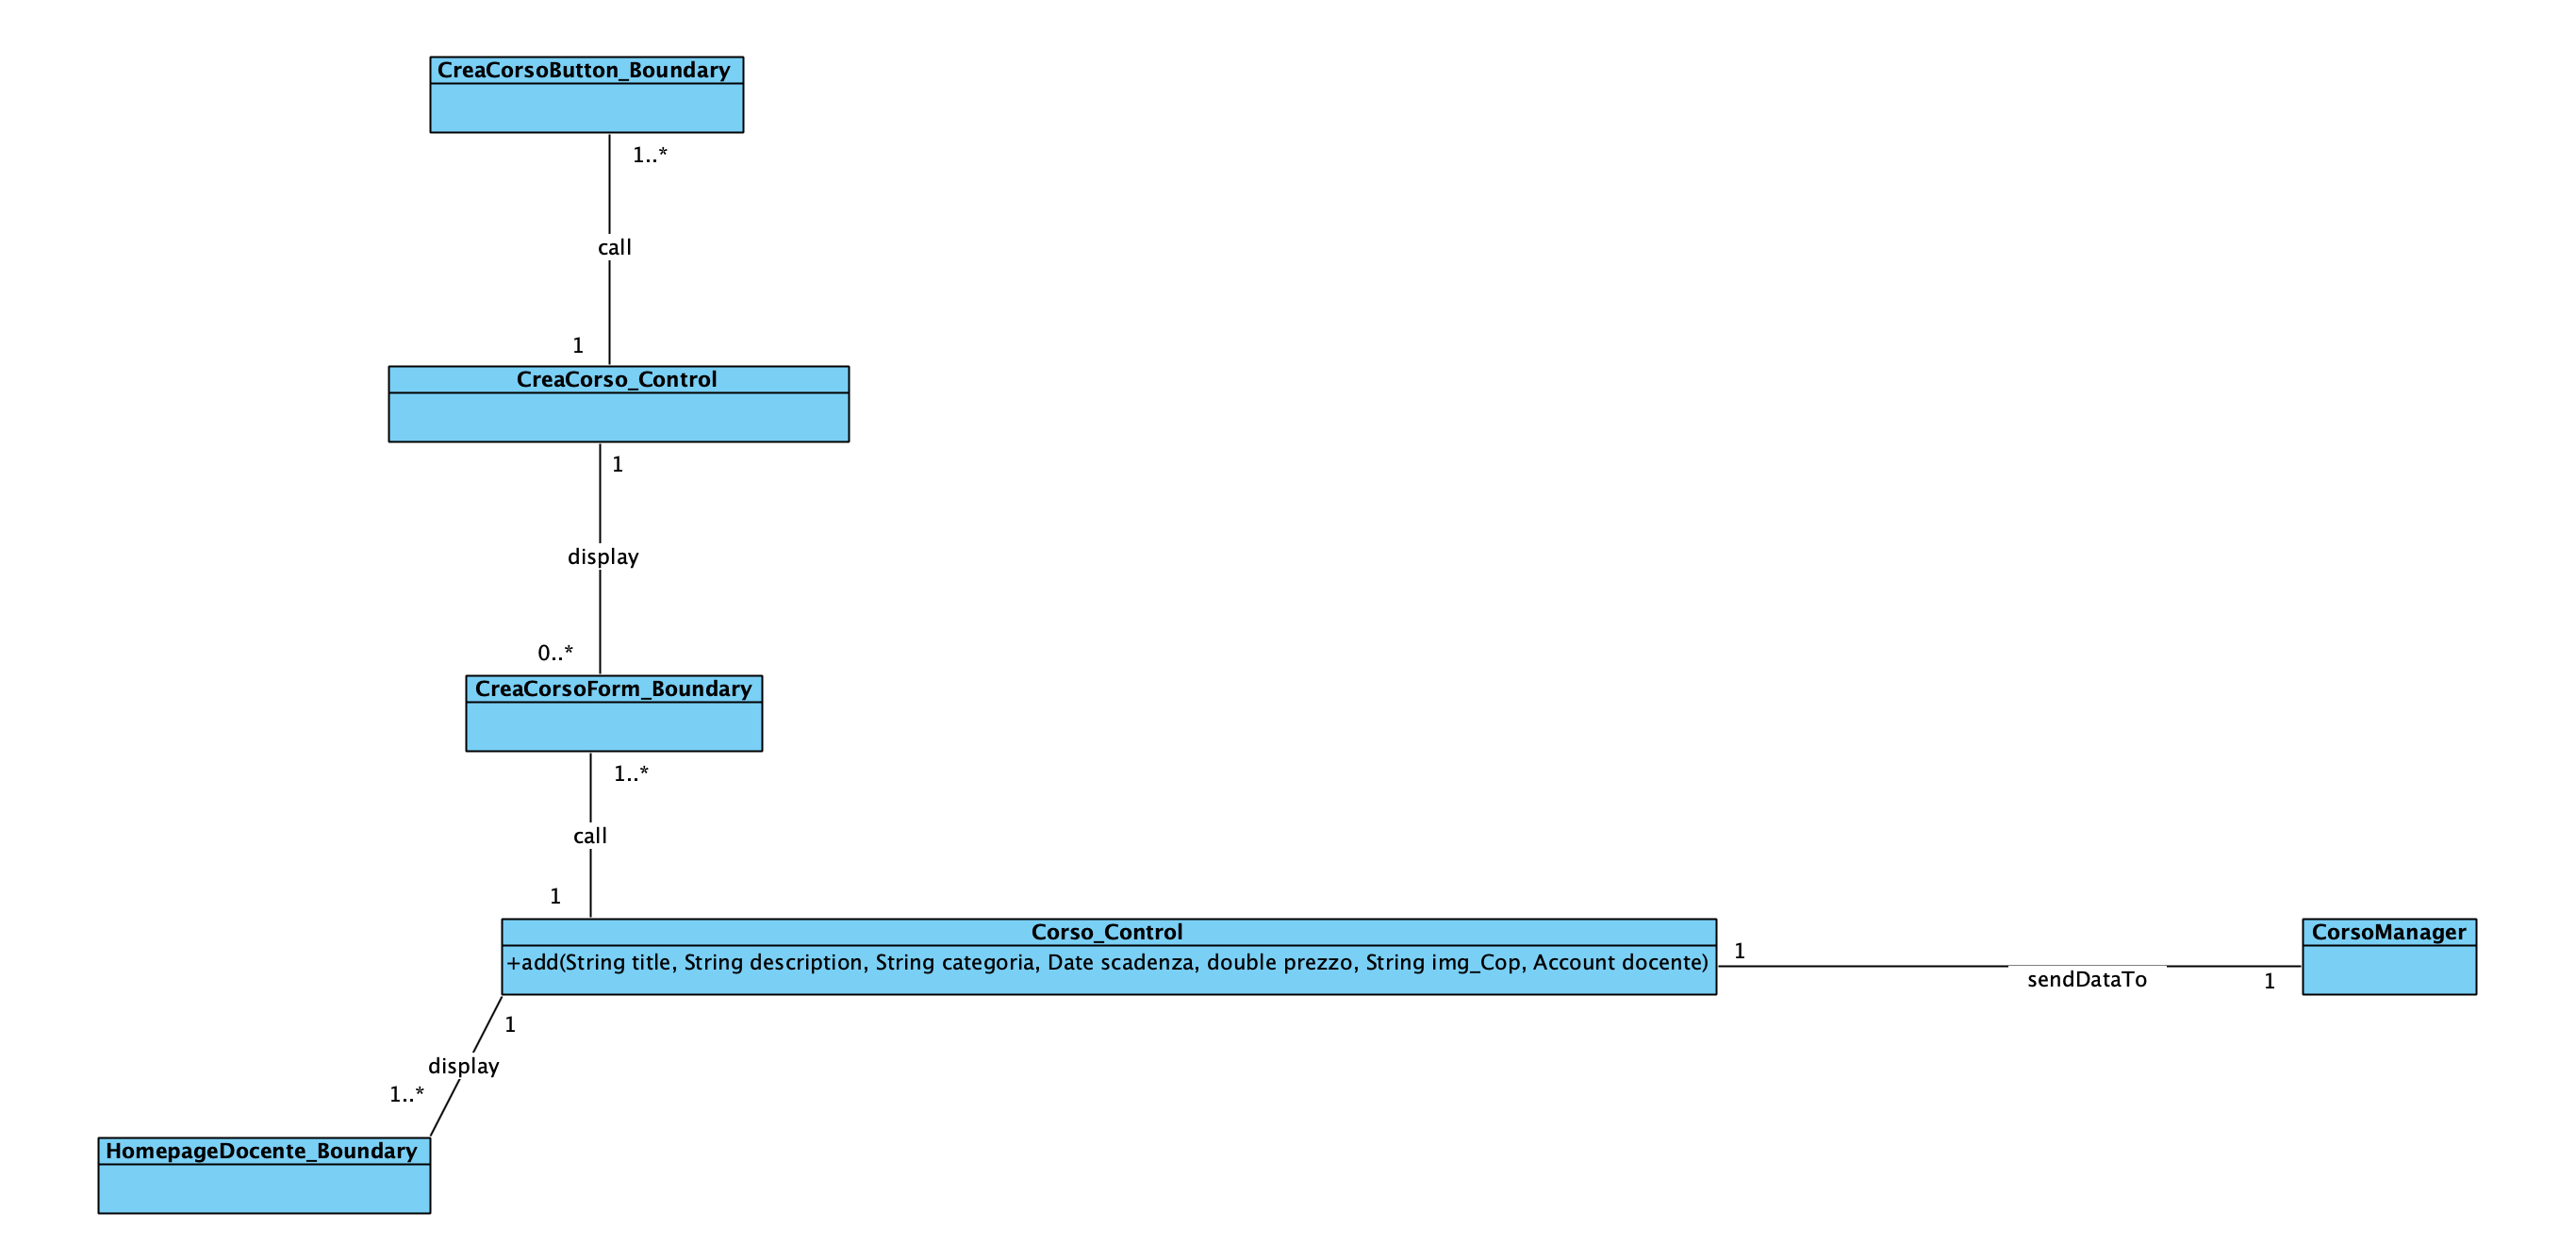 CreaCorsoButton_Boundary
1..*
call
1
CreaCorso_Control
1
display
0..*
CreaCorsoForm_Boundary
1..*
call
1
Corso_Control
+add(String title, String description, String categoria, Date scadenza, double prezzo, String img_Cop, Account docente)
1
sendDataTo
1
CorsoManager
1
display
1..*
HomepageDocente_Boundary